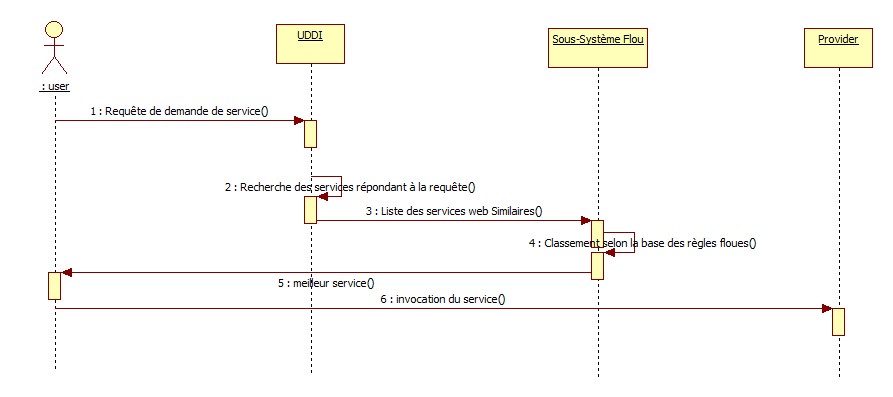 UDDI
Sous-Système Flou
Provider
: user
1 : Requête de demande de service()
2 : Recherche des services répondant à la requête()
3 : Liste des services web Similaires()
4 : Classement selon la base des règles floues()
5 : meilleur service()
6 : invocation du service()